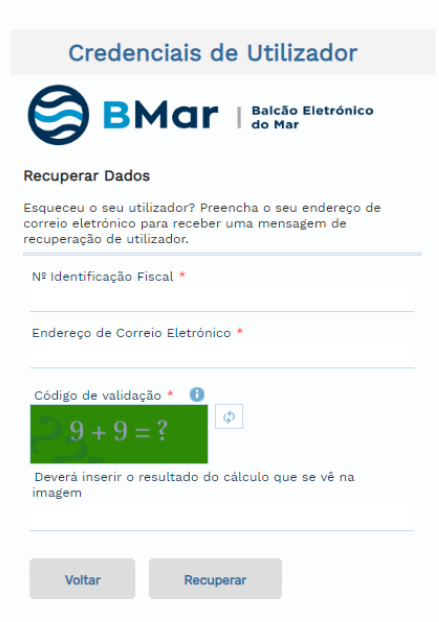 Credenciais de Utilizador
BMar | Balcão Eletrónico
do Mar
Recuperar Dados
Esqueceu o seu utilizador? Preencha o seu endereço de
correio eletrónico para receber uma mensagem de
recuperação de utilizador.
Nº Identificação Fiscal *
Endereço de Correio Eletrónico *
Código de validação * i
9 + 9 = ?
Deverá inserir o resultado do cálculo que se vê na
imagem
Voltar Recuperar